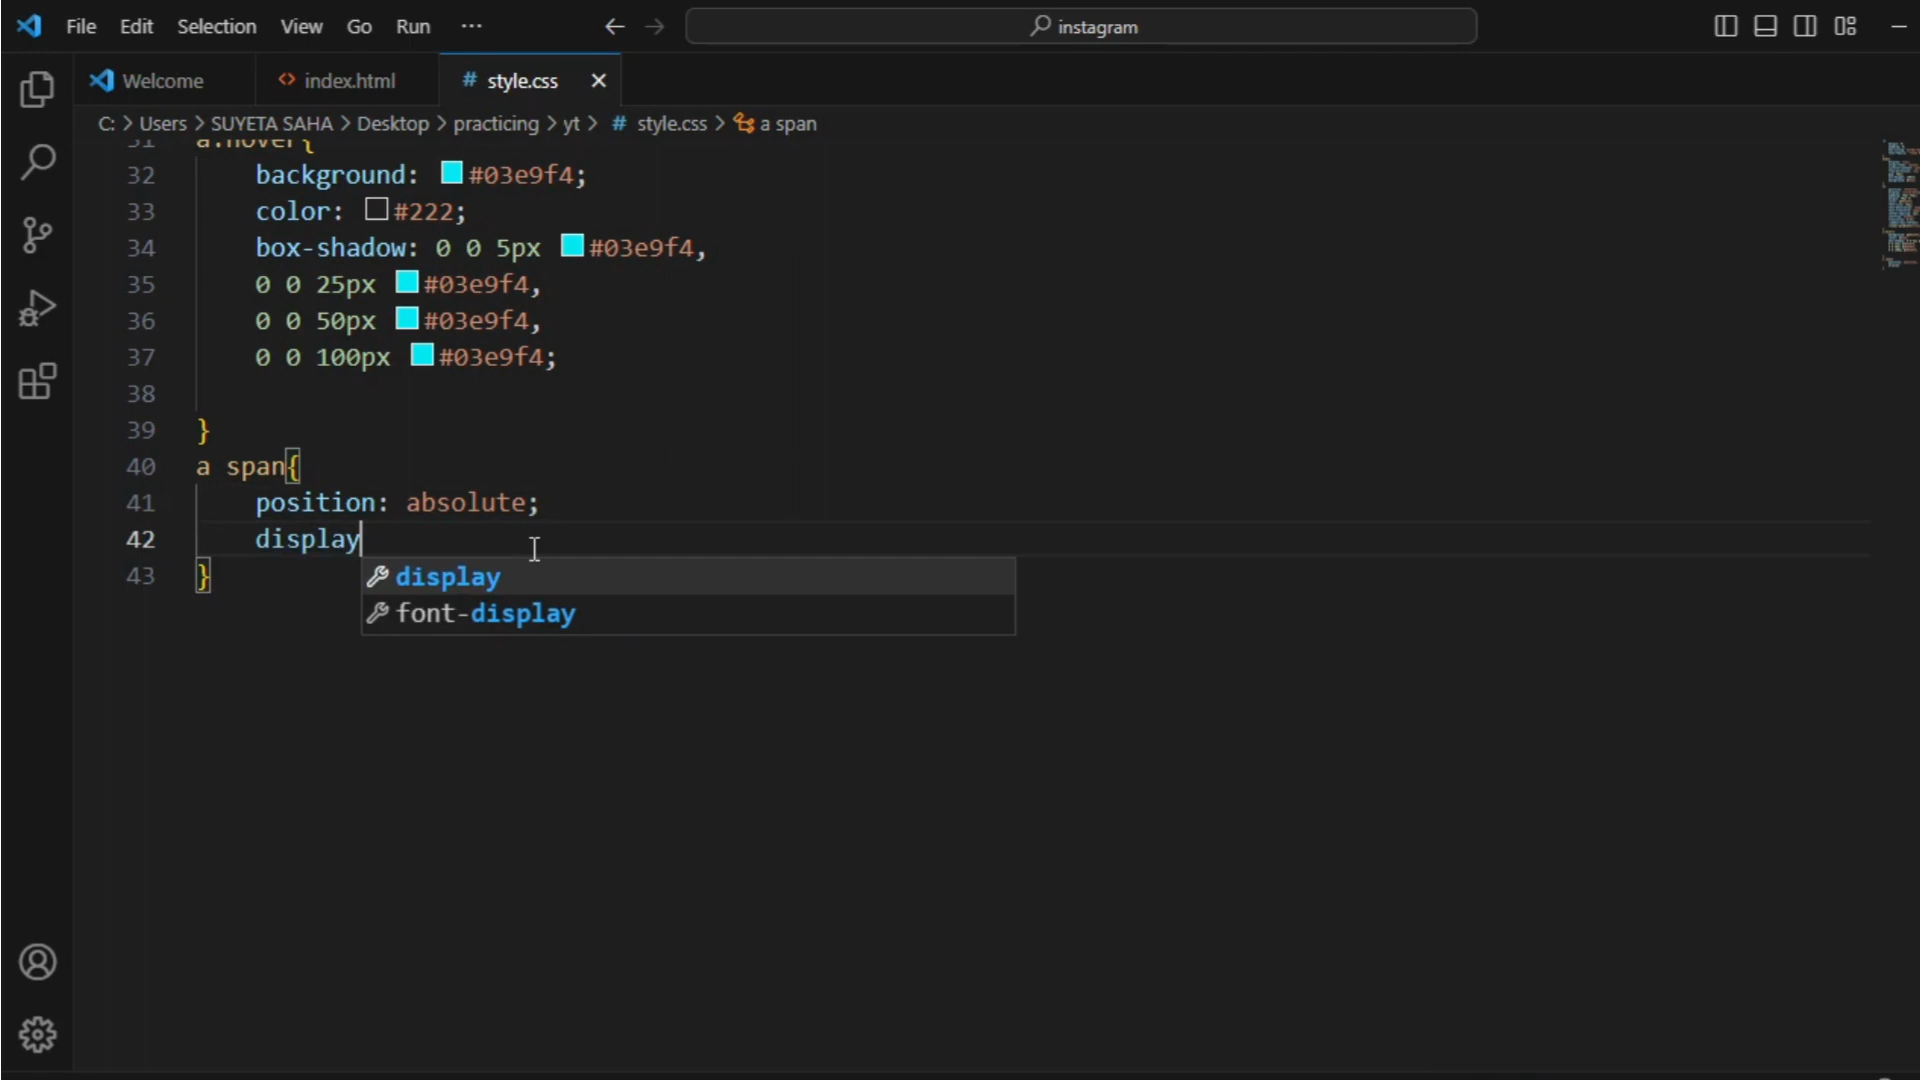 File Edit Selection View Go Run ··· instagram
Welcome index.html style.css
C: > Users > SUYETA SAHA > Desktop > practicing > yt > # style.css > a span
31 a:hover{
32 background: #03e9f4;
33 color: #222;
34 box-shadow: 0 0 5px #03e9f4,
35 0 0 25px #03e9f4,
36 0 0 50px #03e9f4,
37 0 0 100px #03e9f4;
38
39 }
40 a span{
41 position: absolute;
42 display
43 }
display
font-display